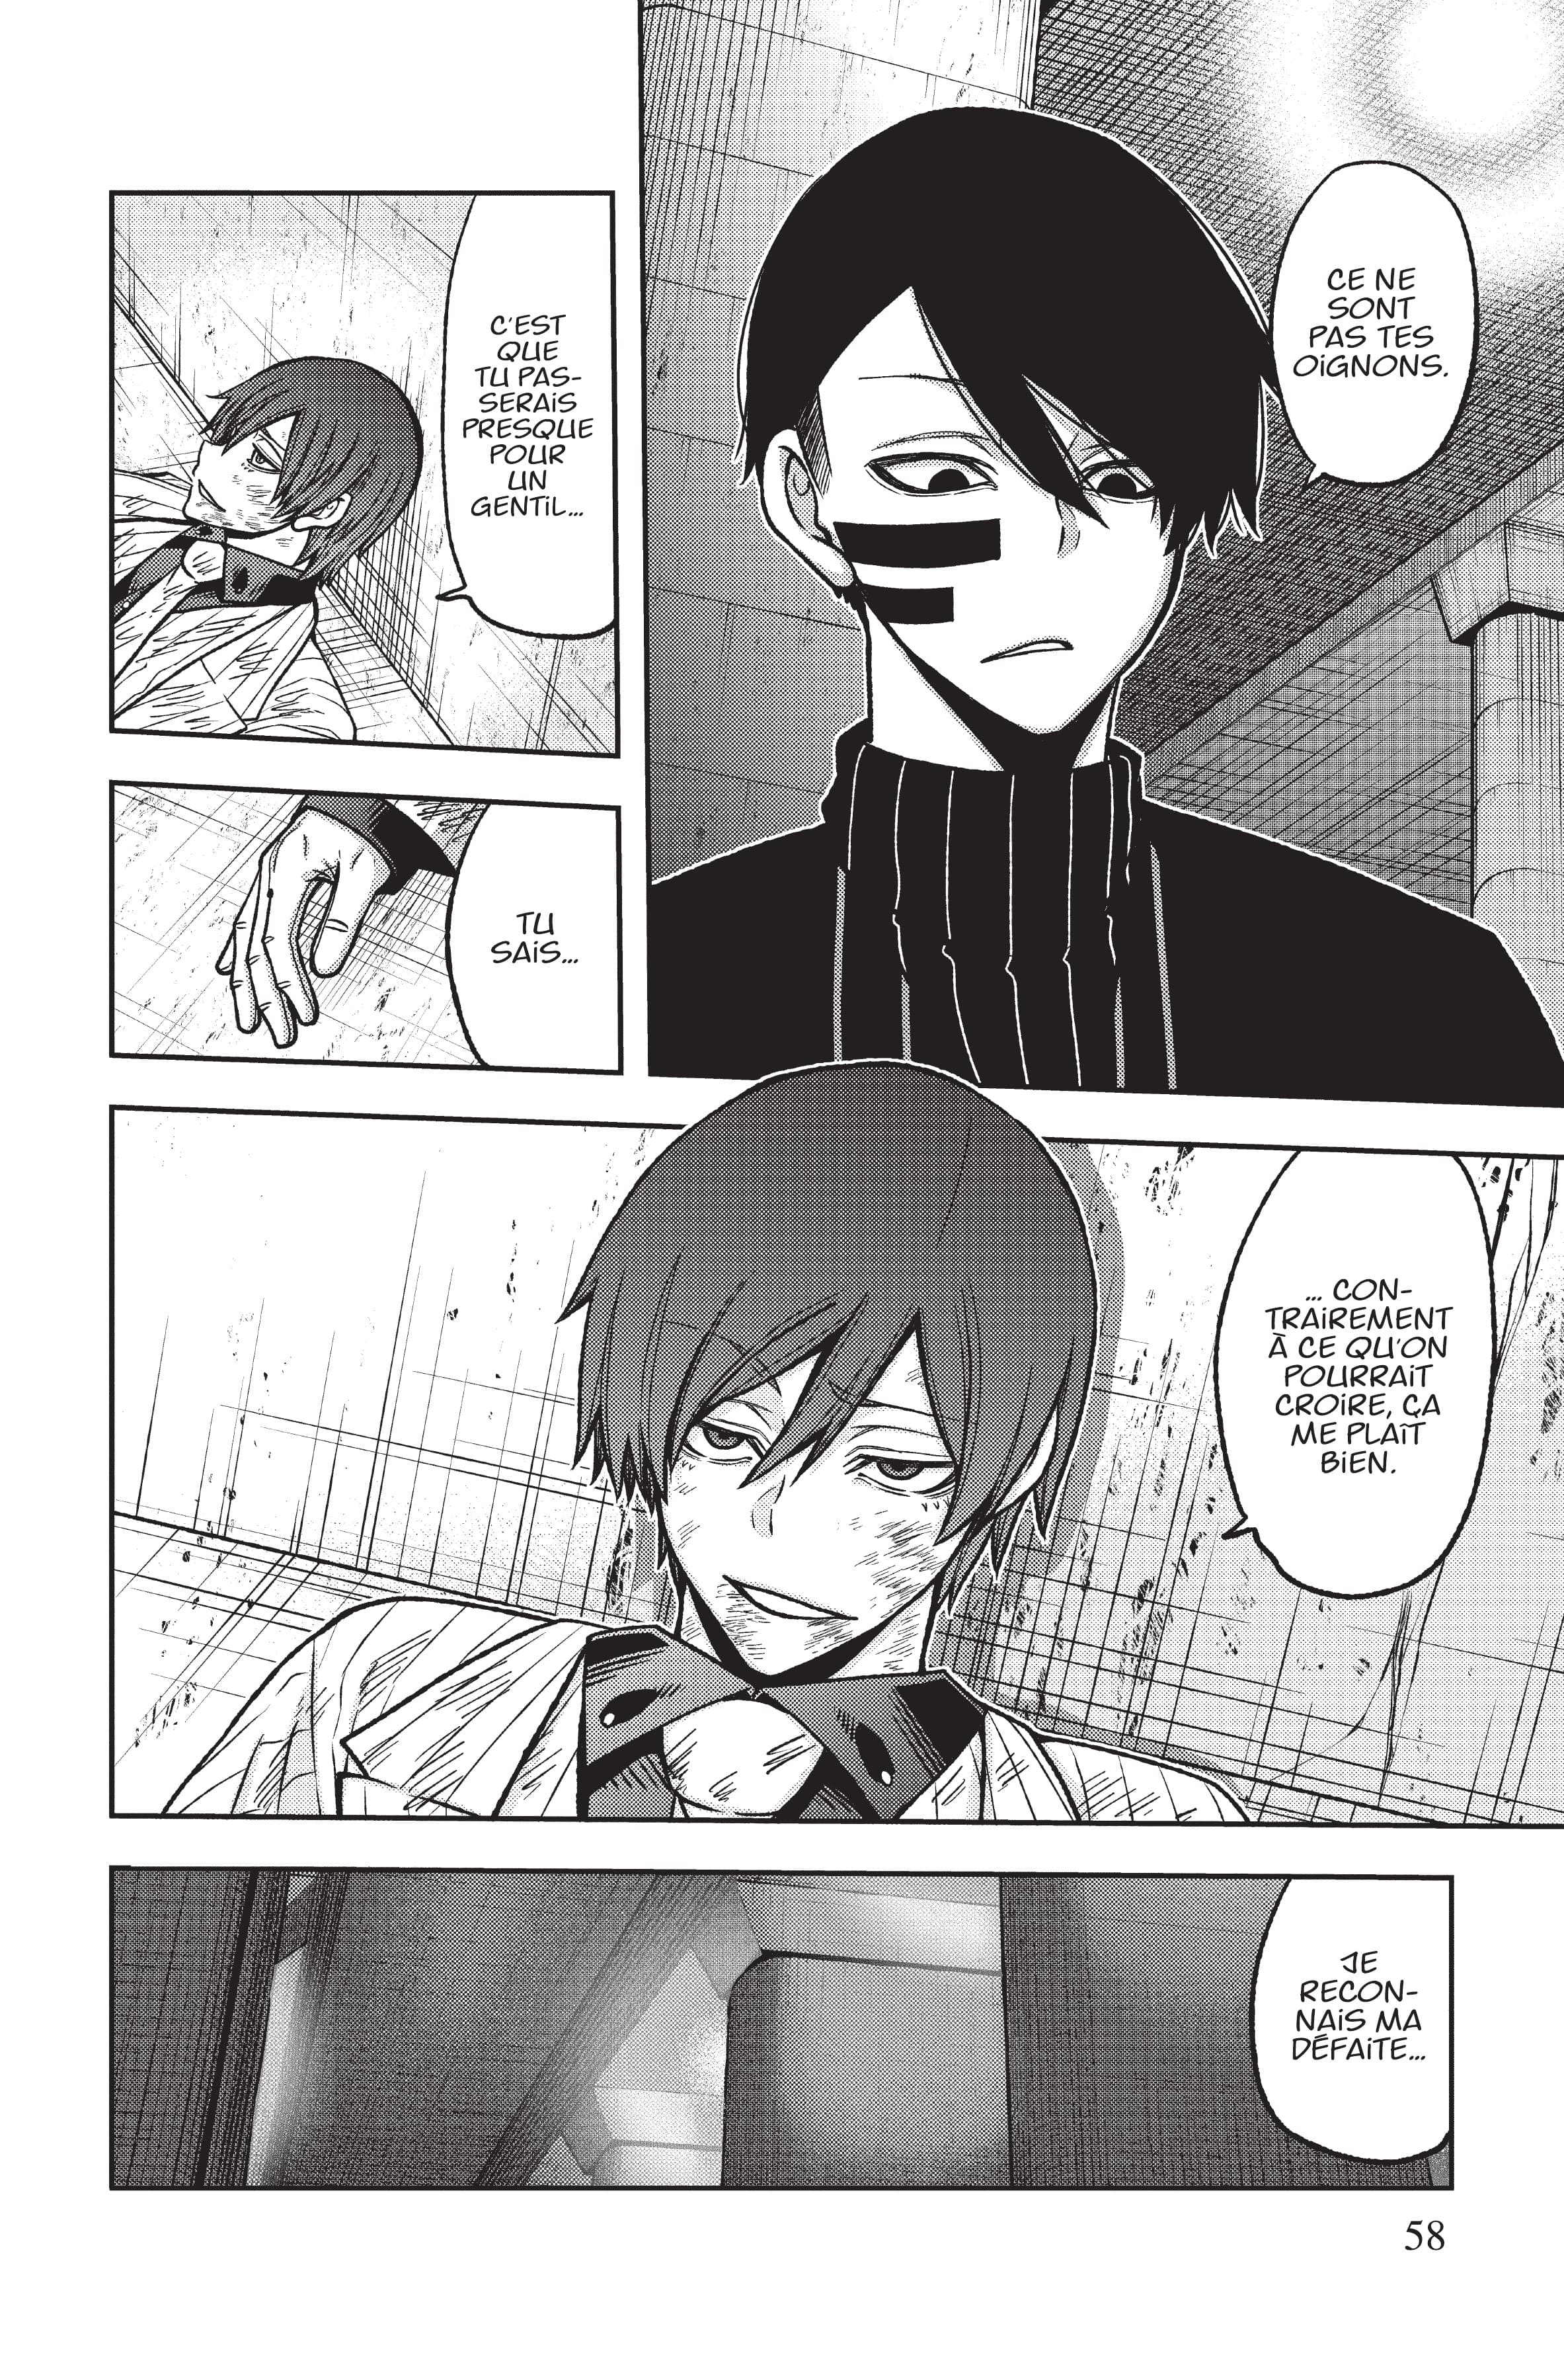 CE NE
SONT
PAS TES
OIGNONS.
C'EST
QUE
TU PAS-
SERAIS
PRESQUE
POUR
UN
GENTIL...
TU
SAIS...
... CON-
TRAIREMENT
À CE QU'ON
POURRAIT
CROIRE, ÇA
ME PLAÎT
BIEN.
JE
RECON-
NAIS MA
DÉFAITE...
58